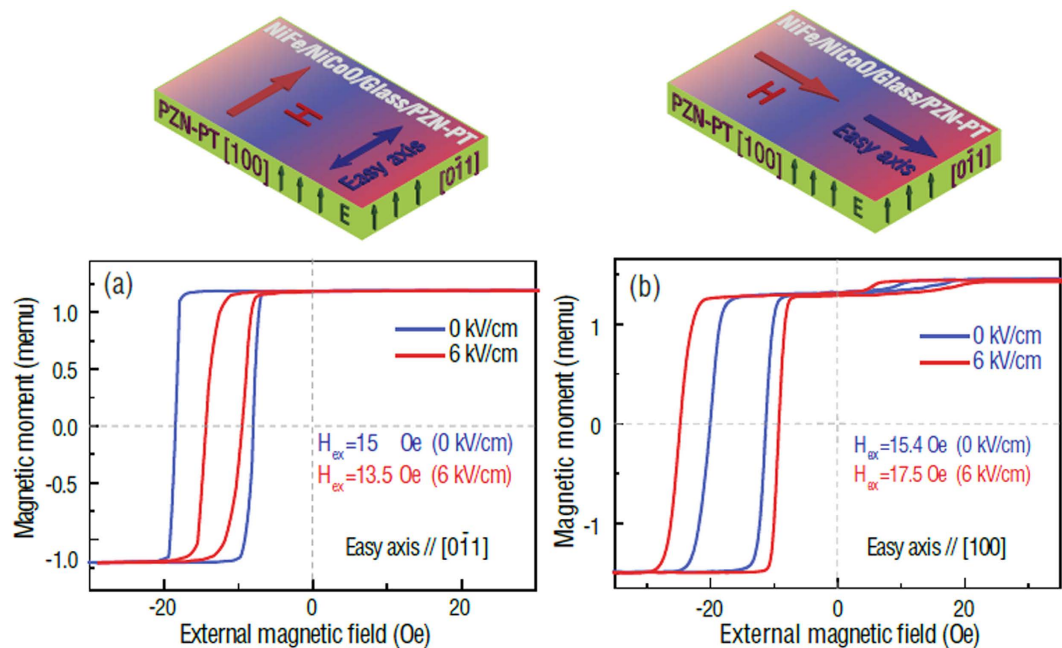 NiFe/NiCoO/Glass/PZN-PT
H
Easy axis
PZN-PT [100]
E
[01̄1]
NiFe/NiCoO/Glass/PZN-PT
H
Easy axis
PZN-PT [100]
E
[01̄1]
(a)
0 kV/cm
6 kV/cm
Hex=15 Oe (0 kV/cm)
Hex=13.5 Oe (6 kV/cm)
Easy axis // [01̄1]
Magnetic moment (memu)
1.0
0.5
0.0
-0.5
-1.0
-20
0
20
External magnetic field (Oe)
(b)
0 kV/cm
6 kV/cm
Hex=15.4 Oe (0 kV/cm)
Hex=17.5 Oe (6 kV/cm)
Easy axis // [100]
Magnetic moment (memu)
1
0
-1
-20
0
20
External magnetic field (Oe)